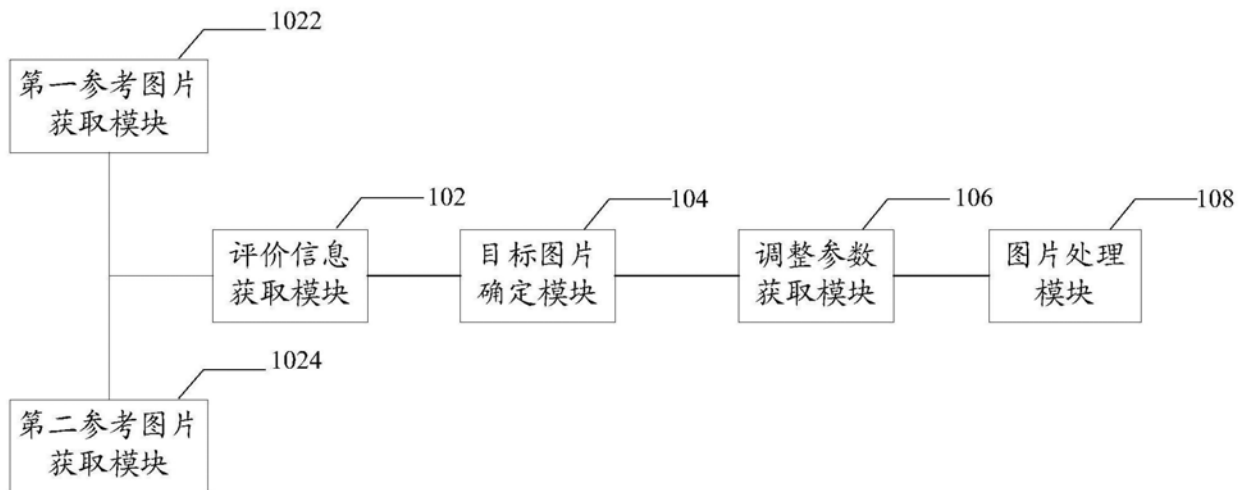 1022
第一参考图片
获取模块
102
104
106
108
评价信息
获取模块
目标图片
确定模块
调整参数
获取模块
图片处理
模块
1024
第二参考图片
获取模块